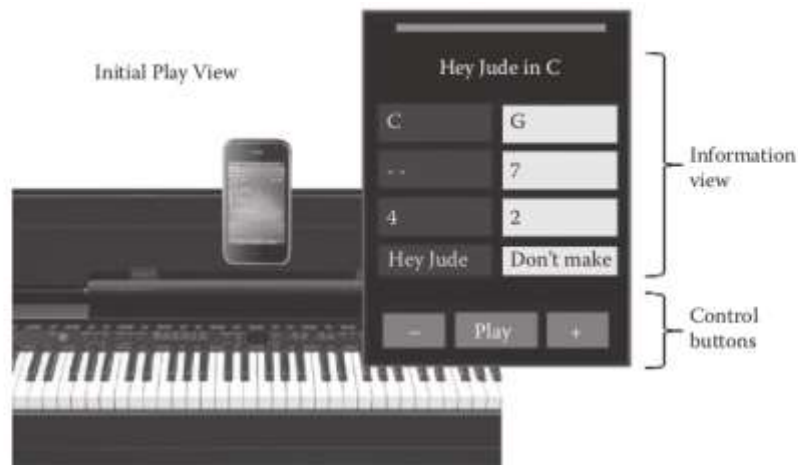 Initial Play View
Hey Jude in C
C G
- - 7
4 2
Hey Jude Don't make
Information
view
- Play +
Control
buttons